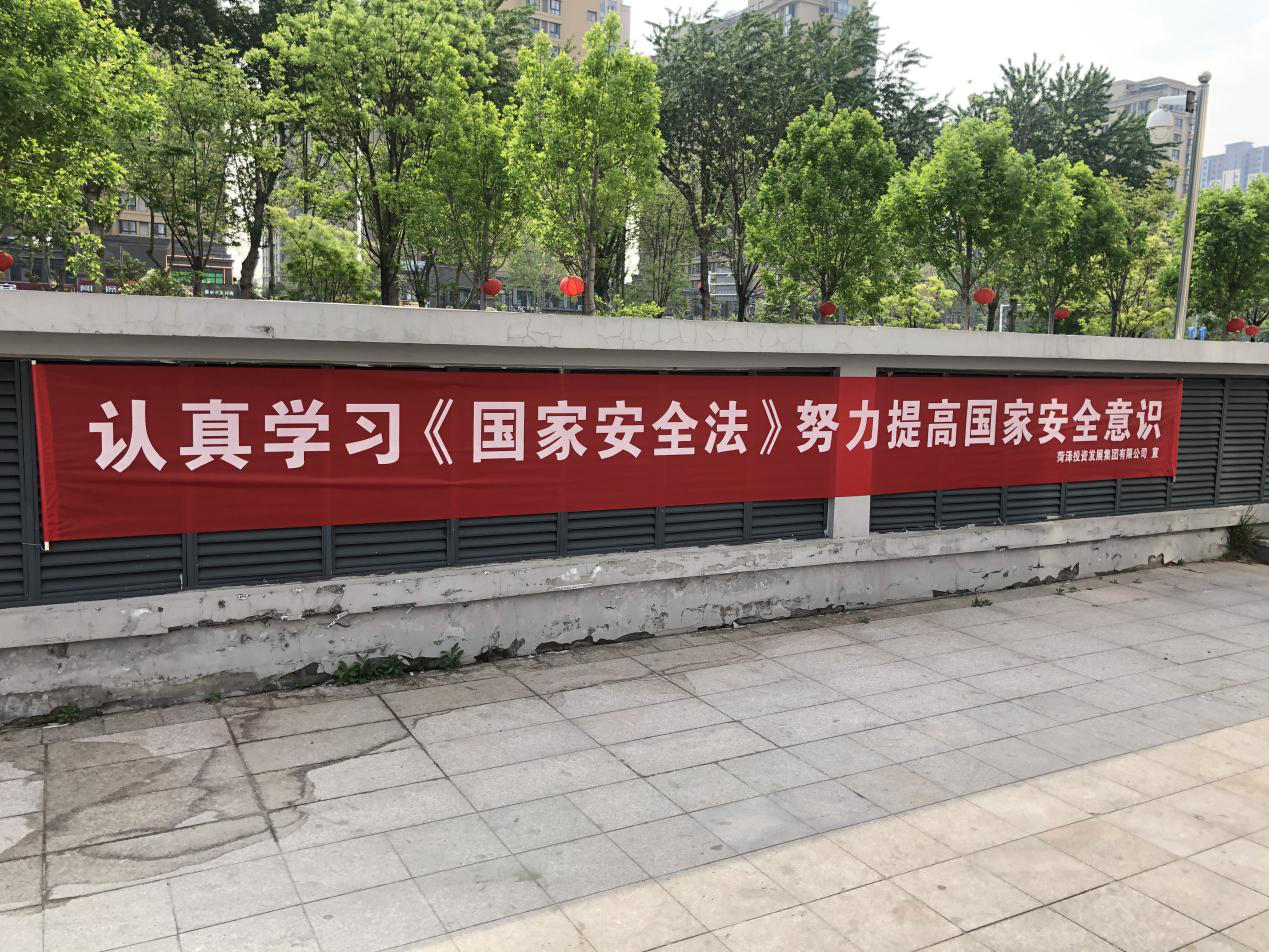 认真学习《国家安全法》努力提高国家安全意识
菏泽投资发展集团有限公司 宣